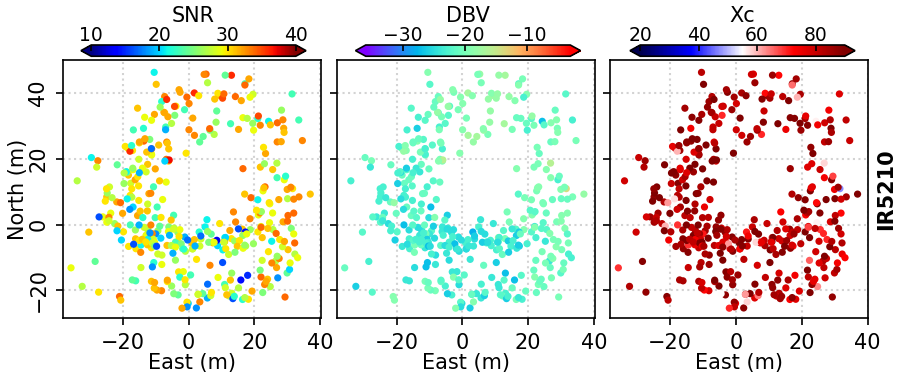 SNR DBV Xc
10 20 30 40 −30 −20 −10 20 40 60 80
North (m)
40
20
0
−20
IR5210
−20 0 20 40 −20 0 20 40 −20 0 20 40
East (m) East (m) East (m)